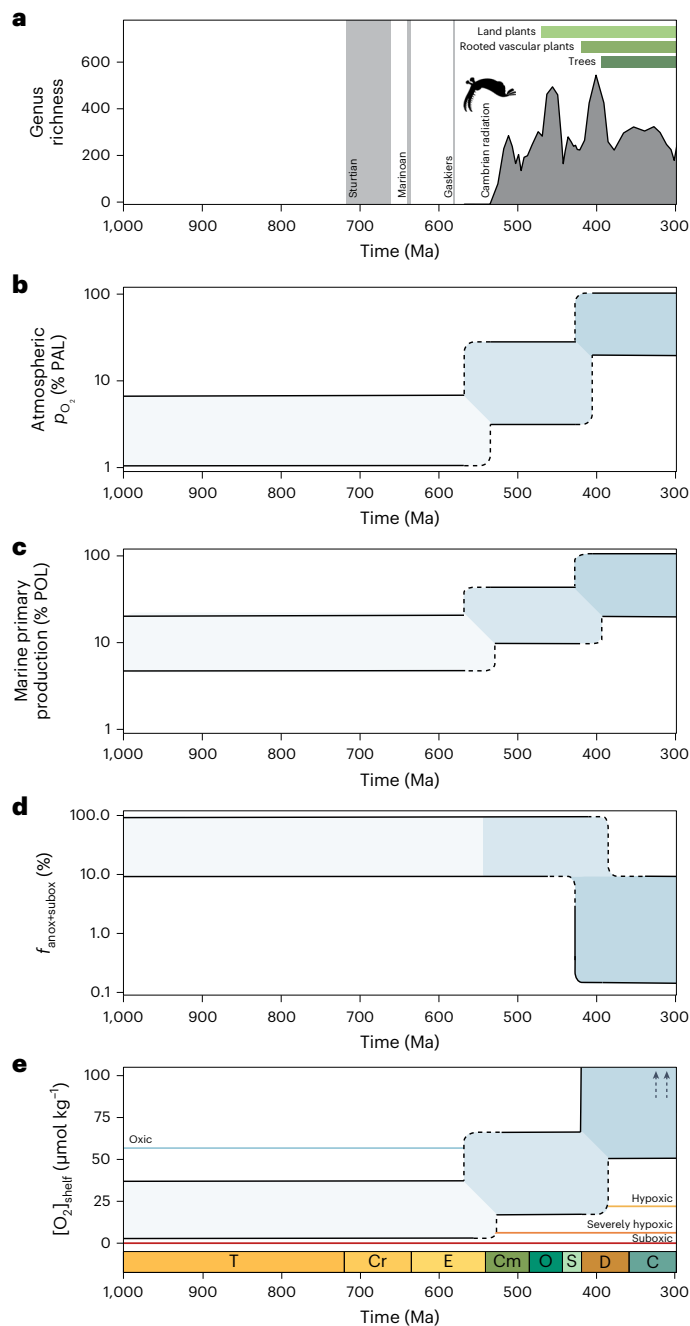 a
Land plants
Rooted vascular plants
Trees
600
400
200
0
Genus
richness
Sturtian
Marinoan
Gaskiers
Cambrian radiation
1,000 900 800 700 600 500 400 300
Time (Ma)
b
100
10
1
Atmospheric
pO2 (% PAL)
1,000 900 800 700 600 500 400 300
Time (Ma)
c
100
10
1
Marine primary
production (% POL)
1,000 900 800 700 600 500 400 300
Time (Ma)
d
100.0
10.0
1.0
0.1
fanox+subox (%)
1,000 900 800 700 600 500 400 300
Time (Ma)
e
100
50
25
0
[O2]shelf (µmol kg−1)
Oxic
Hypoxic
Severely hypoxic
Suboxic
T Cr E Cm O S D C
1,000 900 800 700 600 500 400 300
Time (Ma)